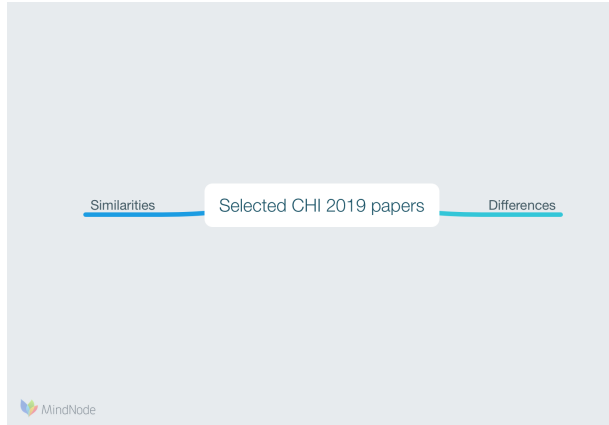 Similarities
Selected CHI 2019 papers
Differences
MindNode